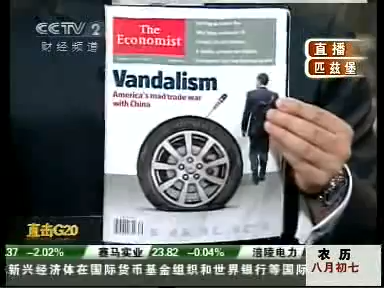 CCTV 2
财经频道
The Economist
直播
匹兹堡
Vandalism
America's mad trade war
with China
直击G20
.37 -2.02% 赛马实业 23.82 -0.04% 涪陵电力
新兴经济体在国际货币基金组织和世界银行等国际
农历
八月初七